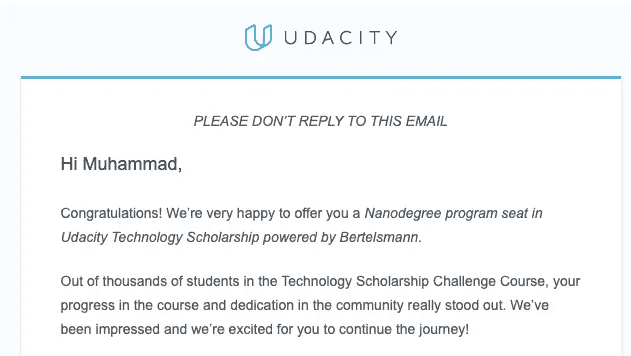 UDACITY
PLEASE DON'T REPLY TO THIS EMAIL
Hi Muhammad,
Congratulations! We're very happy to offer you a Nanodegree program seat in
Udacity Technology Scholarship powered by Bertelsmann.
Out of thousands of students in the Technology Scholarship Challenge Course, your
progress in the course and dedication in the community really stood out. We've
been impressed and we're excited for you to continue the journey!